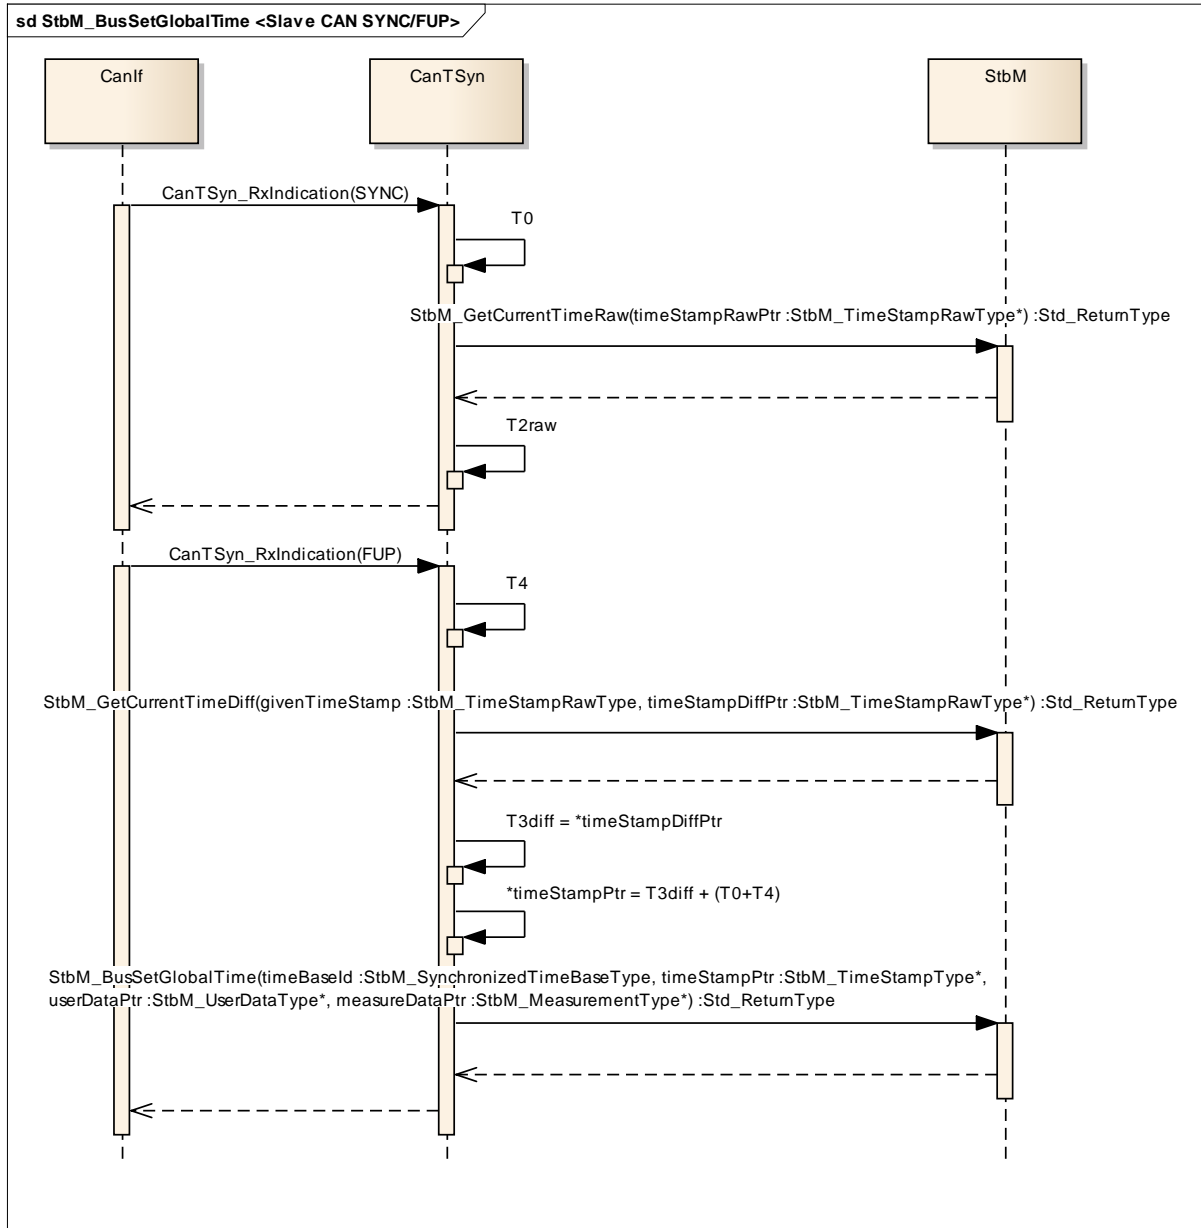 sd StbM_BusSetGlobalTime <Slave CAN SYNC/FUP>
CanIf
CanTSyn
StbM
CanTSyn_RxIndication(SYNC)
T0
StbM_GetCurrentTimeRaw(timeStampRawPtr :StbM_TimeStampRawType*) :Std_ReturnType
T2raw
CanTSyn_RxIndication(FUP)
T4
StbM_GetCurrentTimeDiff(givenTimeStamp :StbM_TimeStampRawType, timeStampDiffPtr :StbM_TimeStampRawType*) :Std_ReturnType
T3diff = *timeStampDiffPtr
*timeStampPtr = T3diff + (T0+T4)
StbM_BusSetGlobalTime(timeBaseId :StbM_SynchronizedTimeBaseType, timeStampPtr :StbM_TimeStampType*,
userDataPtr :StbM_UserDataType*, measureDataPtr :StbM_MeasurementType*) :Std_ReturnType